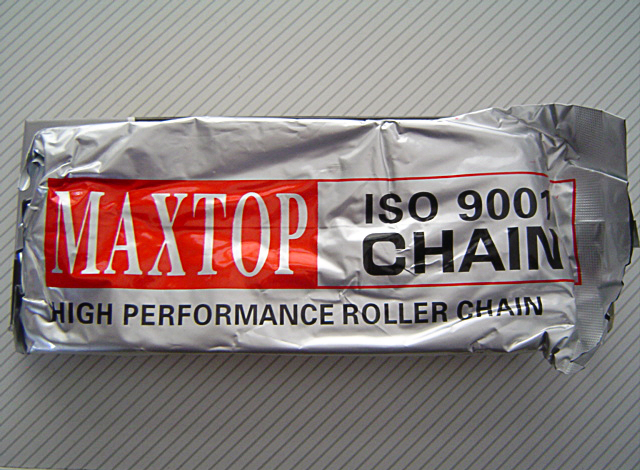 MAXTOP
ISO 9001
CHAIN
HIGH PERFORMANCE ROLLER CHAIN